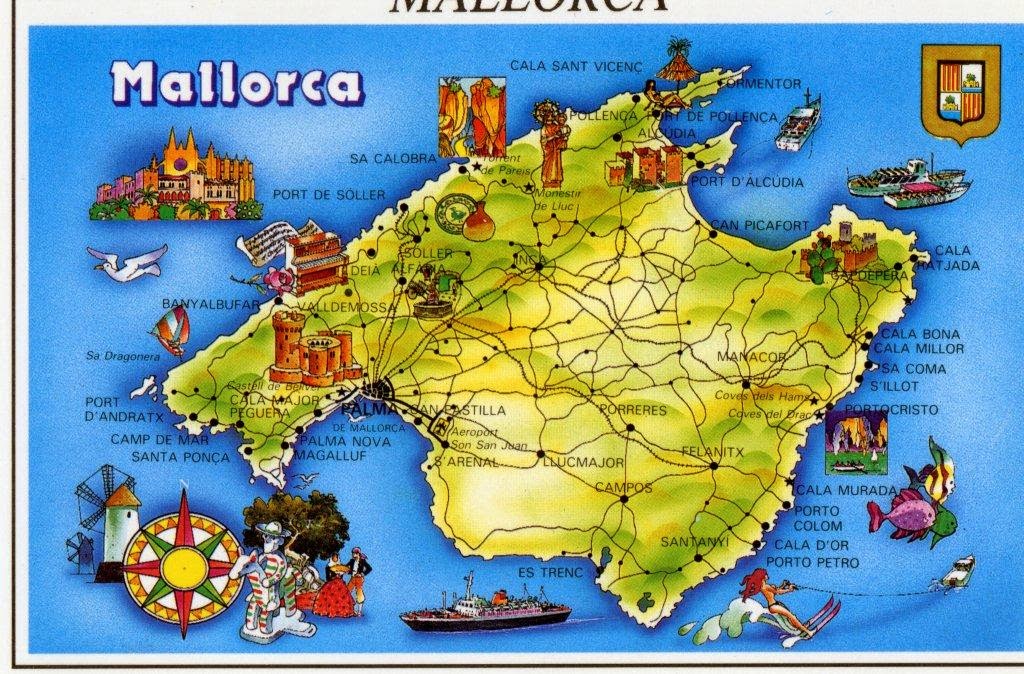 MALLORCA
Mallorca
CALA SANT VICENÇ
FORMENTOR
POLLENÇA
PORT DE POLLENÇA
ALCÚDIA
SA CALOBRA
Torrent
de Pareis
PORT D'ALCÚDIA
PORT DE SÓLLER
Monestir
de Lluc
CAN PICAFORT
SÓLLER
CALA
RATJADA
DEIÁ
ALFABIA
INCA
CAPDEPERA
BANYALBUFAR
VALLDEMOSSA
CALA BONA
CALA MILLOR
Sa Dragonera
MANACOR
SA COMA
S'ILLOT
Castell de Bellver
CALA MAJOR
Coves dels Hams
PORT
D'ANDRATX
PEGUERA
PALMA
DE MALLORCA
CAN PASTILLA
PORRERES
Coves del Drac
PORTOCRISTO
CAMP DE MAR
PALMA NOVA
Aeroport
Son San Juan
SANTA PONÇA
MAGALLUF
S'ARENAL
LLUCMAJOR
FELANITX
CAMPOS
CALA MURADA
PORTO
COLOM
SANTANYÍ
CALA D'OR
PORTO PETRO
ES TRENC